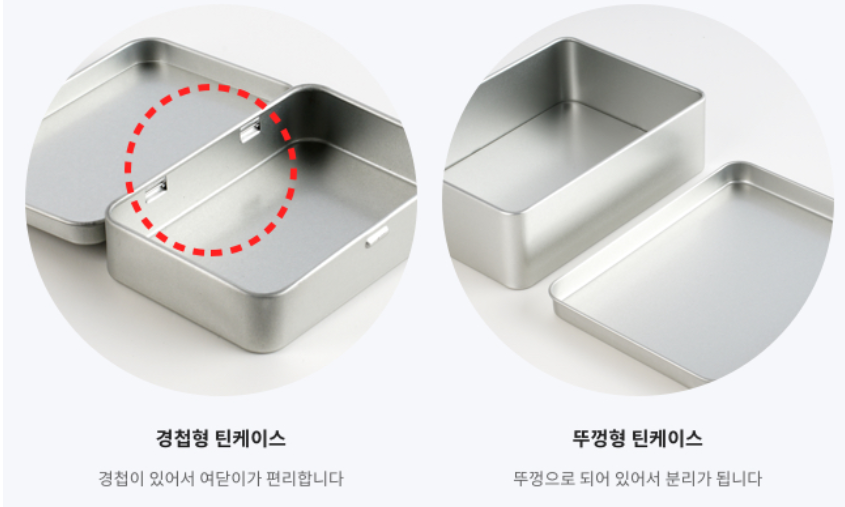 경첩형 틴케이스
뚜껑형 틴케이스
경첩이 있어서 여닫이가 편리합니다
뚜껑으로 되어 있어서 분리가 됩니다